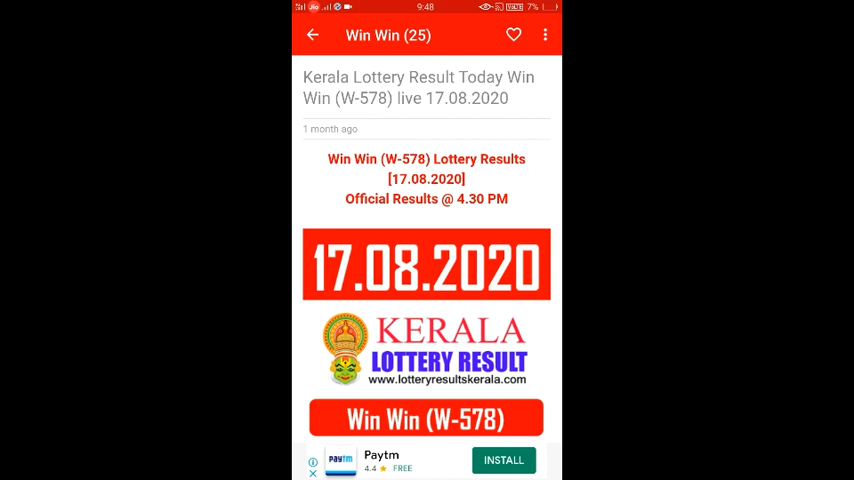 9:48
7%
Win Win (25)
Kerala Lottery Result Today Win
Win (W-578) live 17.08.2020
1 month ago
Win Win (W-578) Lottery Results
[17.08.2020]
Official Results @ 4.30 PM
17.08.2020
KERALA
LOTTERY RESULT
www.lotteryresultskerala.com
Win Win (W-578)
Paytm
4.4 ★ FREE
INSTALL